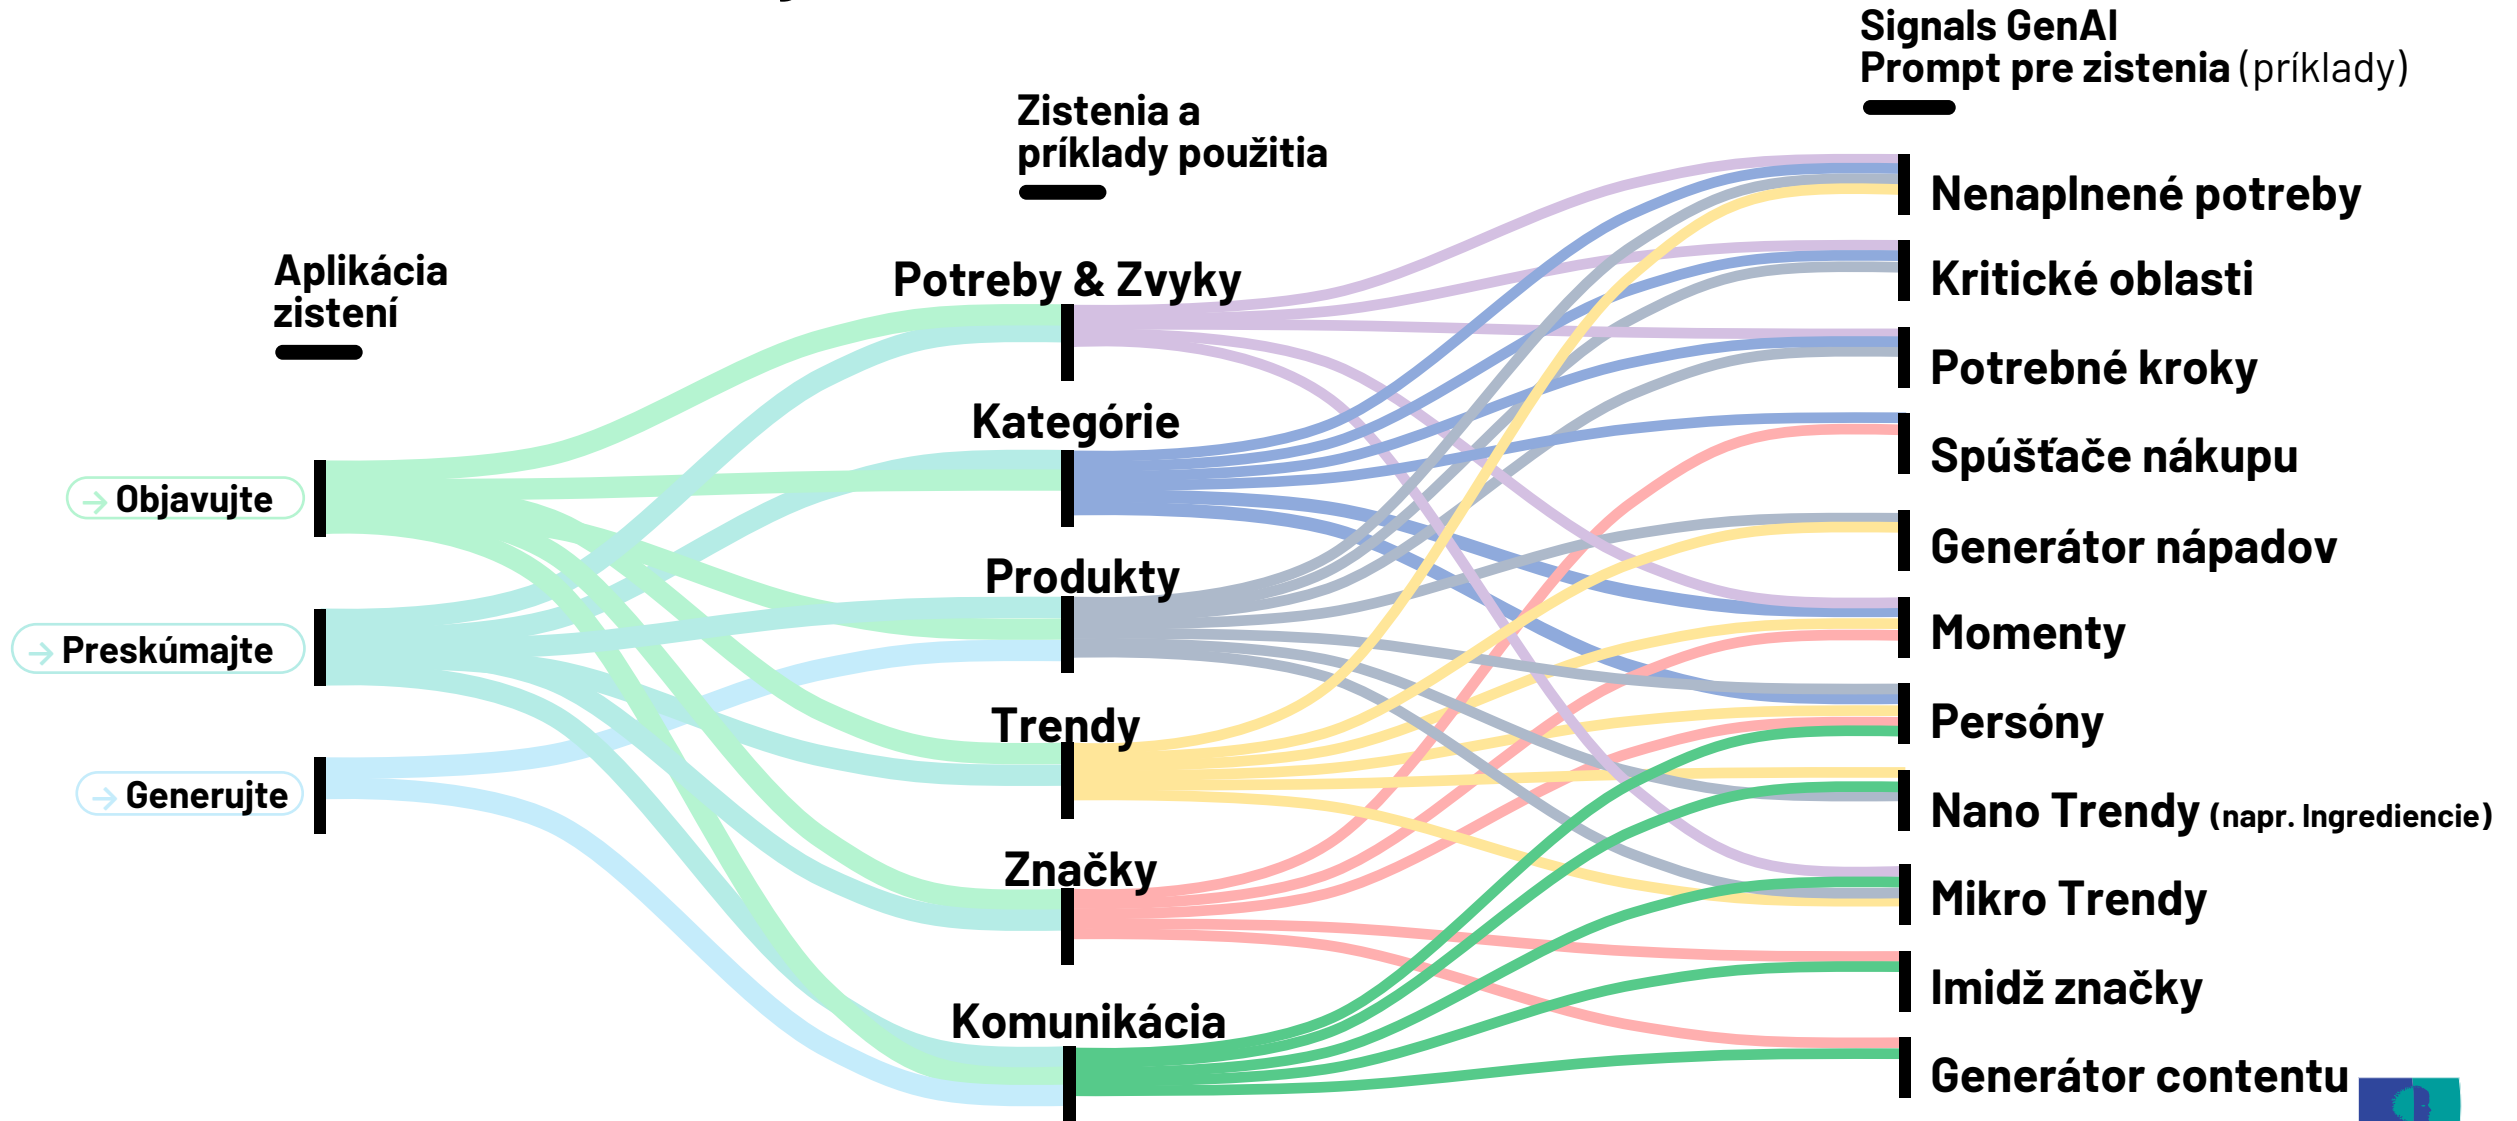 Signals GenAI
Prompt pre zistenia (príklady)
Zistenia a
príklady použitia
Aplikácia
zistení
→ Objavujte
→ Preskúmajte
→ Generujte
Potreby & Zvyky
Kategórie
Produkty
Trendy
Značky
Komunikácia
Nenaplnené potreby
Kritické oblasti
Potrebné kroky
Spúšťače nákupu
Generátor nápadov
Momenty
Persóny
Nano Trendy (napr. Ingrediencie)
Mikro Trendy
Imidž značky
Generátor contentu